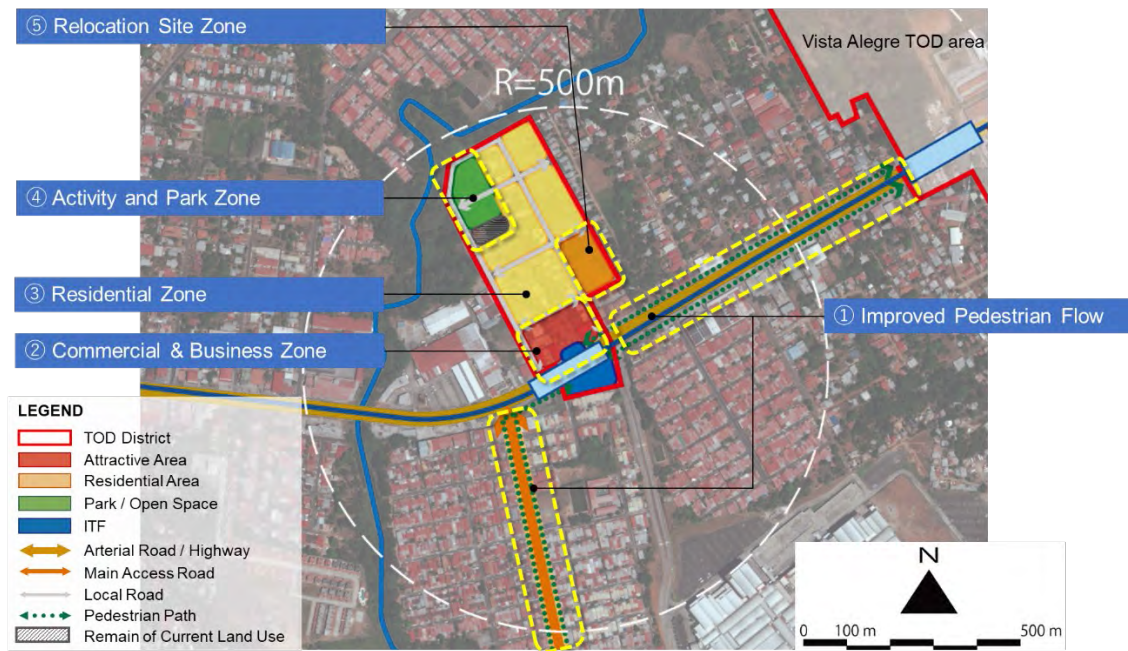 ⑤ Relocation Site Zone
Vista Alegre TOD area
R=500m
④ Activity and Park Zone
③ Residential Zone
① Improved Pedestrian Flow
② Commercial & Business Zone
LEGEND
TOD District
Attractive Area
Residential Area
Park / Open Space
ITF
Arterial Road / Highway
Main Access Road
Local Road
Pedestrian Path
Remain of Current Land Use
N
0 100 m 500 m